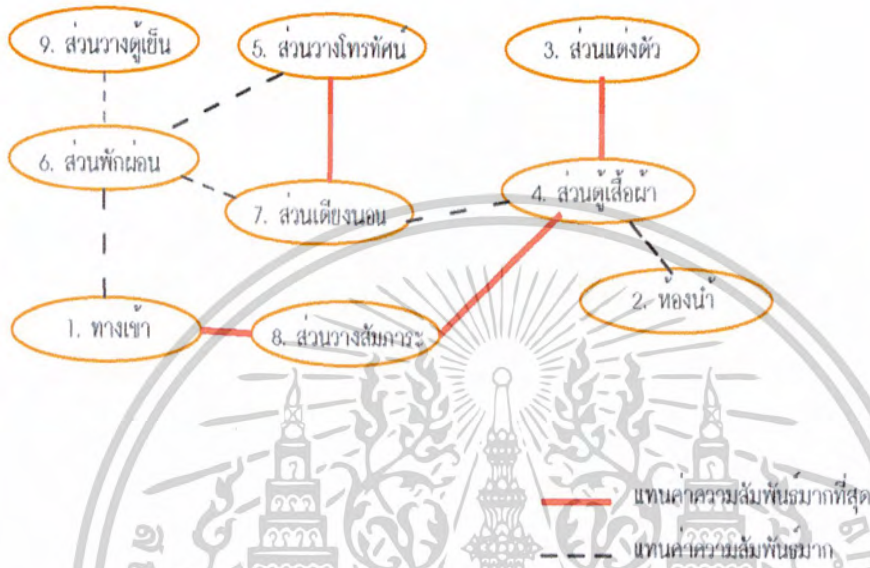 9. ส่วนวางตู้เย็น
5. ส่วนวางโทรทัศน์
3. ส่วนแต่งตัว
6. ส่วนพักผ่อน
7. ส่วนเตียงนอน
4. ส่วนตู้เสื้อผ้า
2. ห้องน้ำ
1. ทางเข้า
8. ส่วนวางสัมภาระ
แทนค่าความสัมพันธ์มากที่สุด
แทนค่าความสัมพันธ์มาก